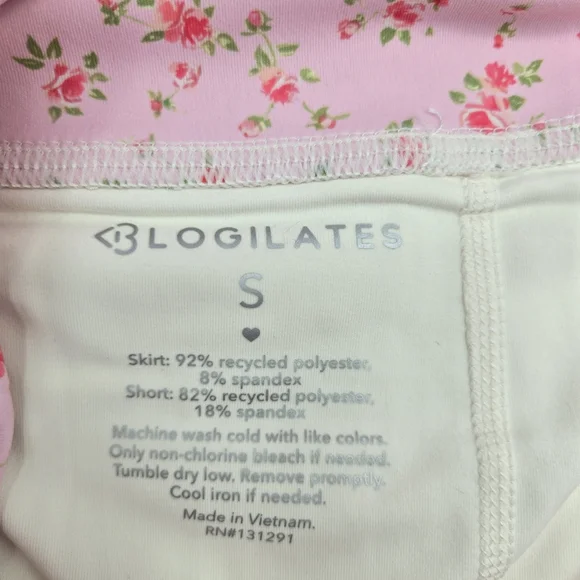 BLOGILATES
S
Skirt: 92% recycled polyester,
8% spandex
Short: 82% recycled polyester,
18% spandex
Machine wash cold with like colors.
Only non-chlorine bleach if needed.
Tumble dry low. Remove promptly.
Cool iron if needed.
Made in Vietnam.
RN#131291